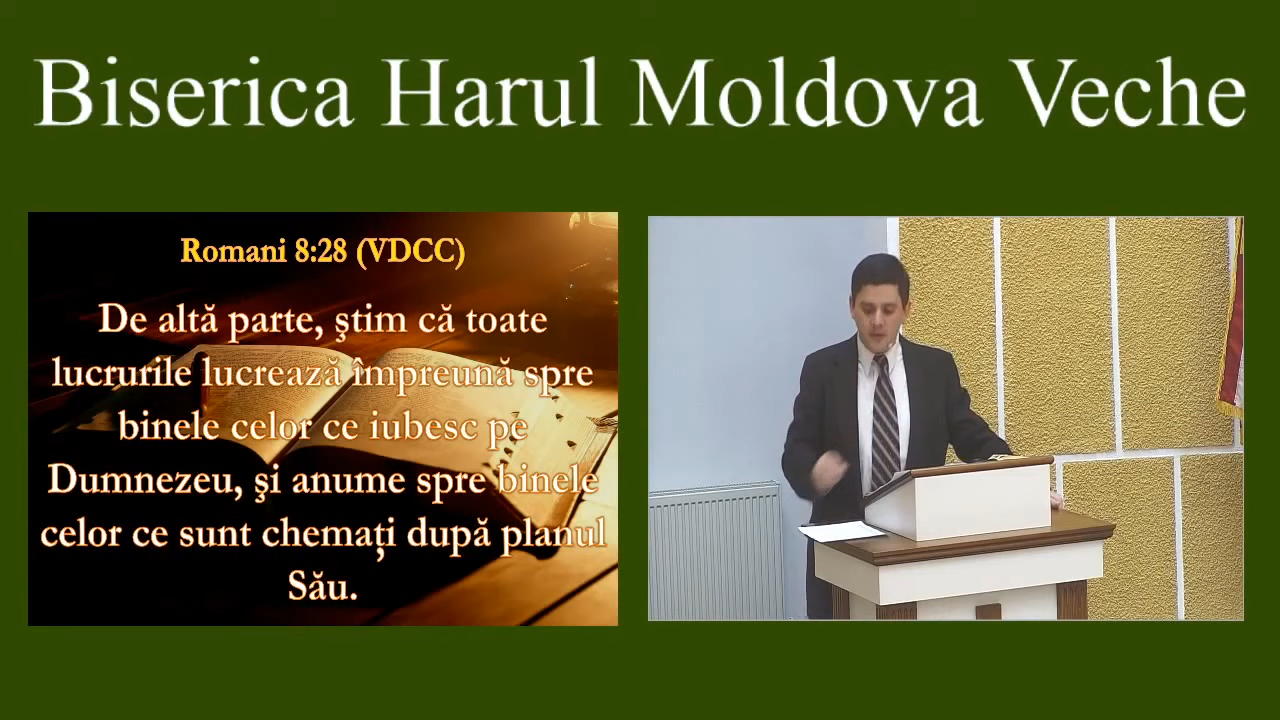 Biserica Harul Moldova Veche
Romani 8:28 (VDCC)
De altă parte, ştim că toate
lucrurile lucrează împreună spre
binele celor ce iubesc pe
Dumnezeu, şi anume spre binele
celor ce sunt chemaţi după planul
Său.